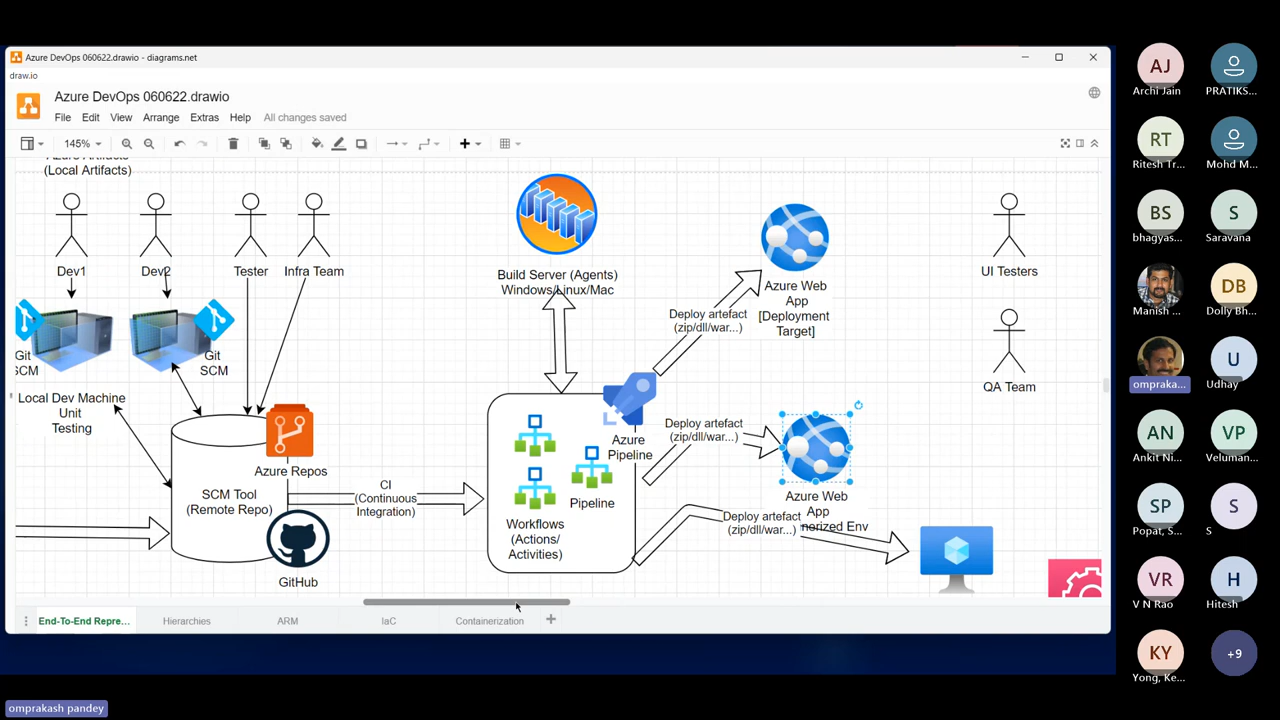 Azure DevOps 060622.drawio - diagrams.net
draw.io
Azure DevOps 060622.drawio
File Edit View Arrange Extras Help All changes saved
145%
Azure Artifacts
(Local Artifacts)
Dev1
Dev2
Tester
Infra Team
Git
SCM
Git
SCM
Local Dev Machine
Unit
Testing
Azure Repos
SCM Tool
(Remote Repo)
GitHub
CI
(Continuous
Integration)
Build Server (Agents)
Windows/Linux/Mac
Azure
Pipeline
Pipeline
Workflows
(Actions/
Activities)
Deploy artefact
(zip/dll/war...)
Azure Web
App
[Deployment
Target]
Deploy artefact
(zip/dll/war...)
Azure Web
App
nerized Env
Deploy artefact
(zip/dll/war...)
UI Testers
QA Team
End-To-End Repre...
Hierarchies
ARM
IaC
Containerization
AJ
Archi Jain
PRATIKS...
RT
Ritesh Tr...
Mohd M...
BS
bhagyas...
S
Saravana
Manish ...
DB
Dolly Bh...
ompraka...
U
Udhay
AN
Ankit Ni...
VP
Veluman...
SP
Popat, S...
S
S
VR
V N Rao
H
Hitesh
KY
Yong, Ke...
+9
omprakash pandey